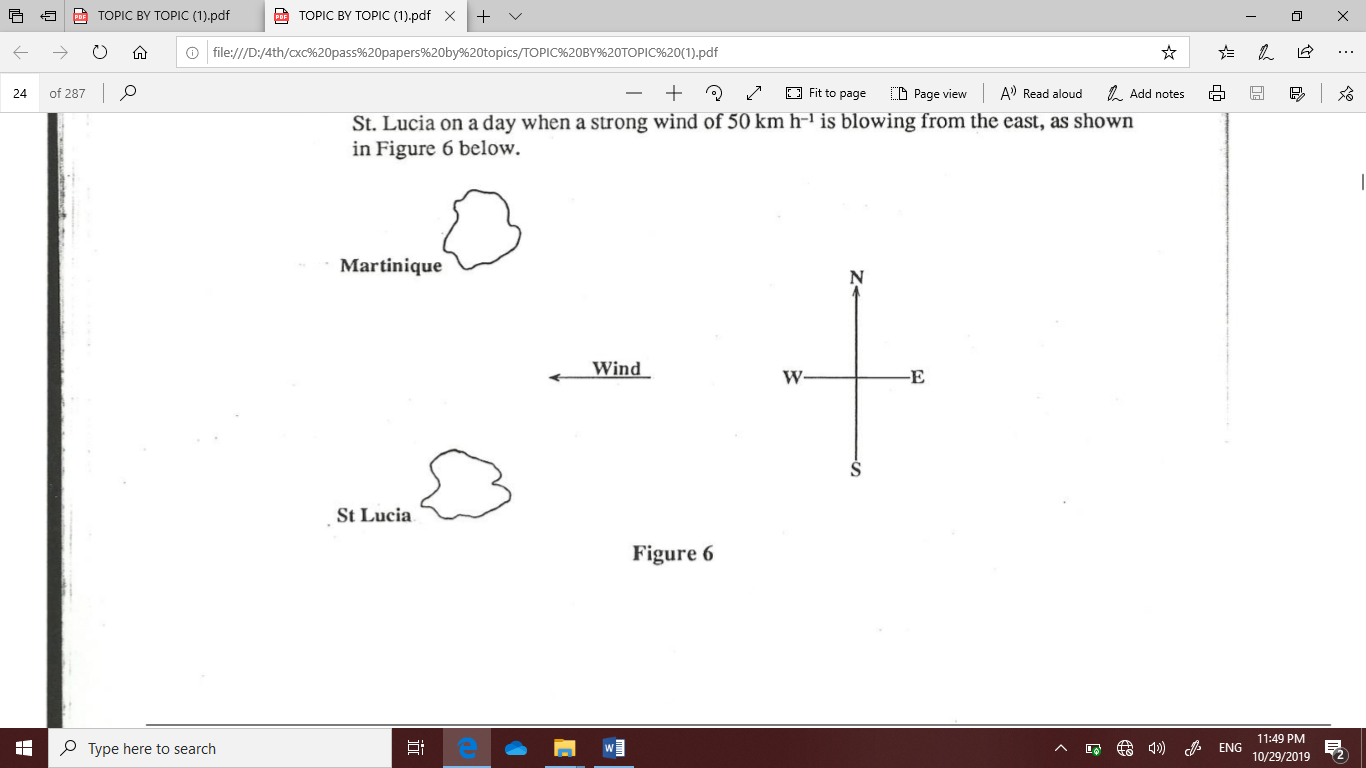 TOPIC BY TOPIC (1).pdf
TOPIC BY TOPIC (1).pdf
file:///D:/4th/cxc%20pass%20papers%20by%20topics/TOPIC%20BY%20TOPIC%20(1).pdf
24 of 287 Fit to page Page view Read aloud Add notes
St. Lucia on a day when a strong wind of 50 km h⁻¹ is blowing from the east, as shown
in Figure 6 below.
Martinique
N
Wind
W E
S
St Lucia
Figure 6
Type here to search
ENG
11:49 PM
10/29/2019
2